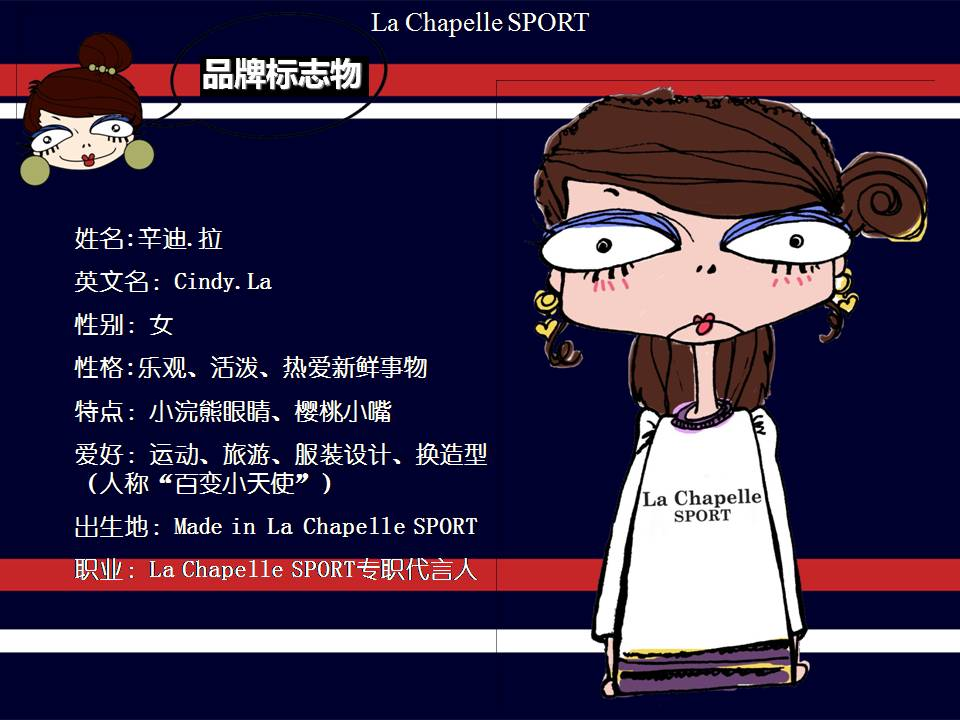 La Chapelle SPORT
品牌标志物
姓名:辛迪.拉
英文名: Cindy.La
性别: 女
性格:乐观、活泼、热爱新鲜事物
特点: 小浣熊眼睛、樱桃小嘴
爱好: 运动、旅游、服装设计、换造型
（人称“百变小天使”）
出生地: Made in La Chapelle SPORT
职业: La Chapelle SPORT专职代言人
La Chapelle
SPORT